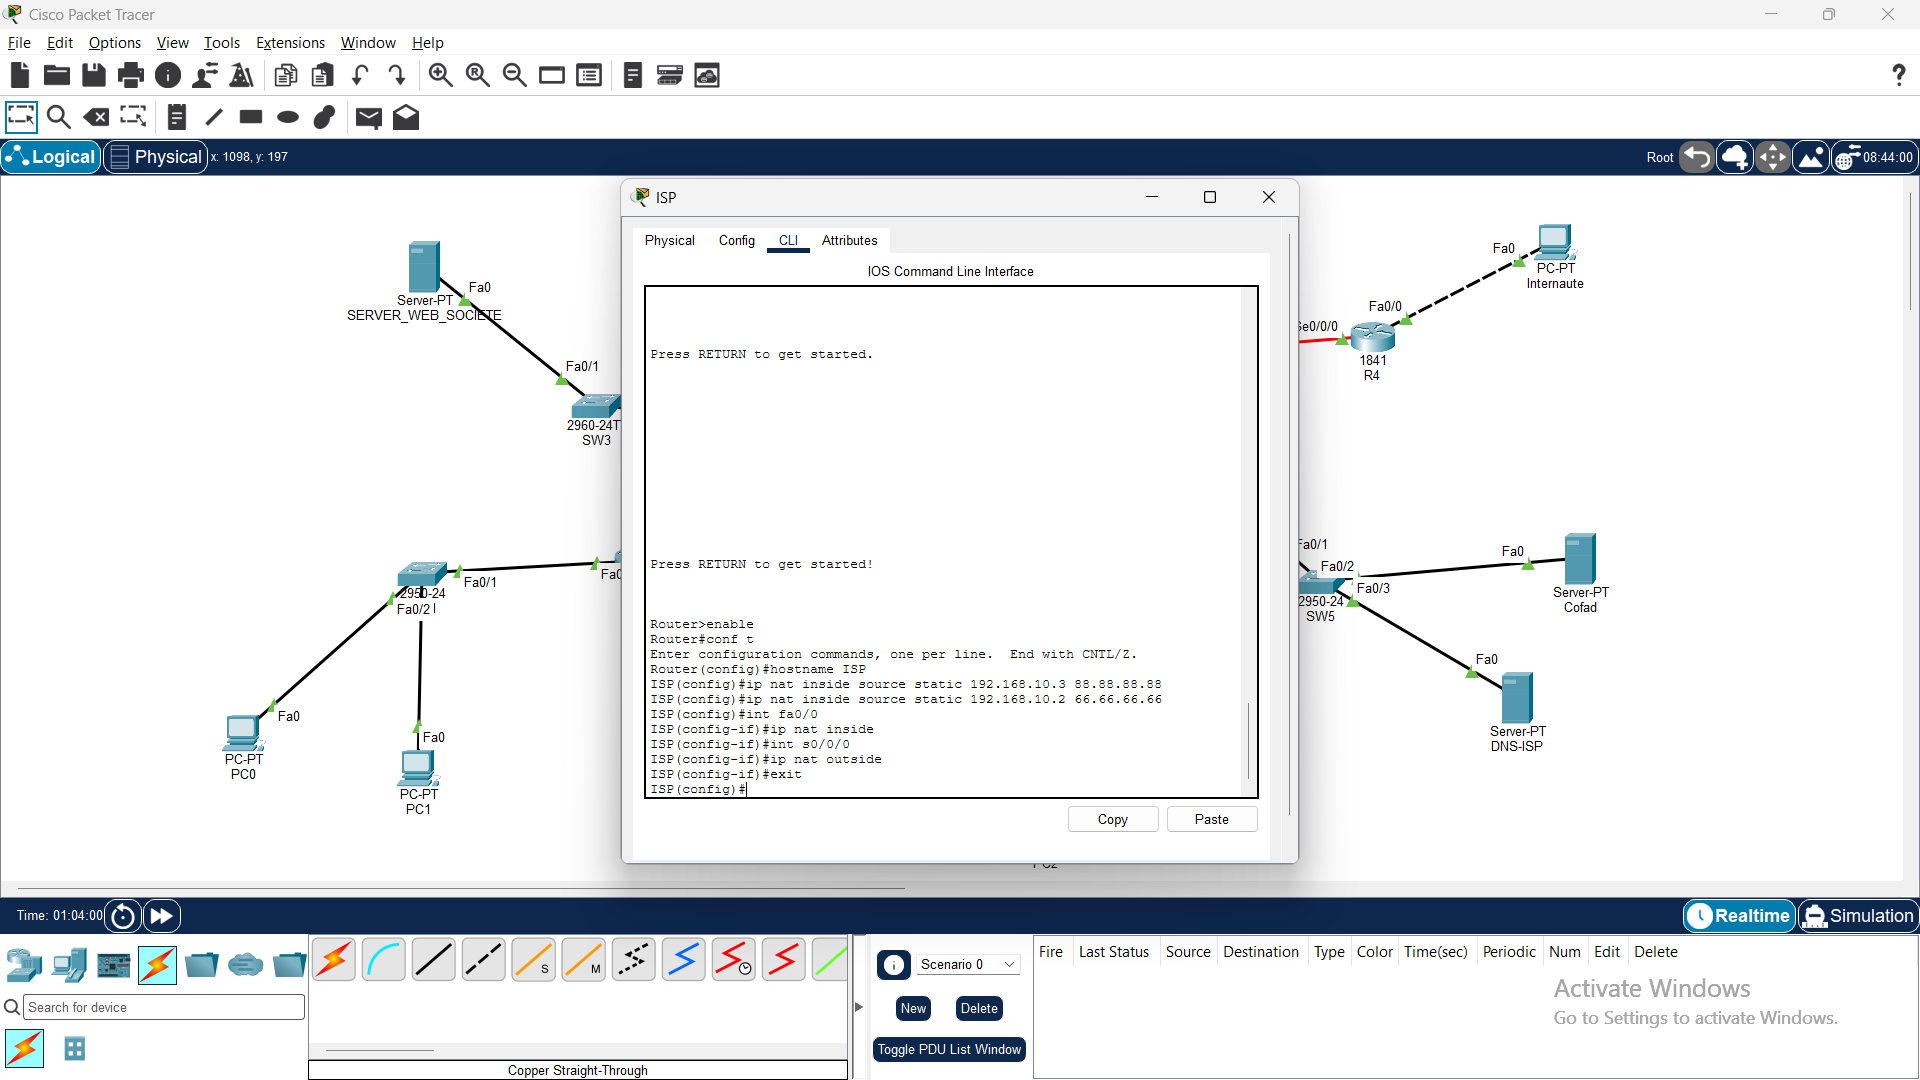 Cisco Packet Tracer
File Edit Options View Tools Extensions Window Help
Logical Physical x: 1098, y: 197
Root 08:44:00
ISP
Physical Config CLI Attributes
IOS Command Line Interface
Press RETURN to get started.
Press RETURN to get started!
Router>enable
Router#conf t
Enter configuration commands, one per line.  End with CNTL/Z.
Router(config)#hostname ISP
ISP(config)#ip nat inside source static 192.168.10.3 88.88.88.88
ISP(config)#ip nat inside source static 192.168.10.2 66.66.66.66
ISP(config)#int fa0/0
ISP(config-if)#ip nat inside
ISP(config-if)#int s0/0/0
ISP(config-if)#ip nat outside
ISP(config-if)#exit
ISP(config)#
Copy Paste
Fa0
Server-PT
SERVER_WEB_SOCIETE
Fa0/1
2960-24T
SW3
Fa0/1
2950-24
Fa0/2
Fa0
PC-PT
PC0
Fa0
PC-PT
PC1
Fa0
PC-PT
Internaute
Fa0/0
Se0/0/0
1841
R4
Fa0/1
Fa0/2
Fa0/3
2950-24
SW5
Fa0
Server-PT
Cofad
Fa0
Server-PT
DNS-ISP
Time: 01:04:00
Realtime Simulation
S
M
Search for device
Copper Straight-Through
Scenario 0
New Delete
Toggle PDU List Window
Fire Last Status Source Destination Type Color Time(sec) Periodic Num Edit Delete
Activate Windows
Go to Settings to activate Windows.